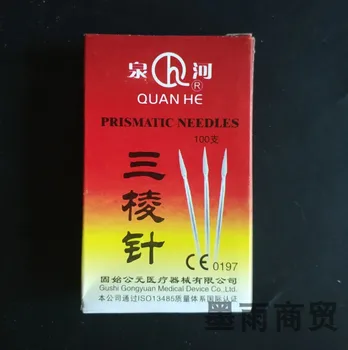 泉 河
®
QUAN HE
PRISMATIC NEEDLES
100支
三棱针
CE 0197
固始公元医疗器械有限公司
Gushi Gongyuan Medical Device Co., Ltd.
本公司通过ISO13485质量体系国际认证
墨雨商贸